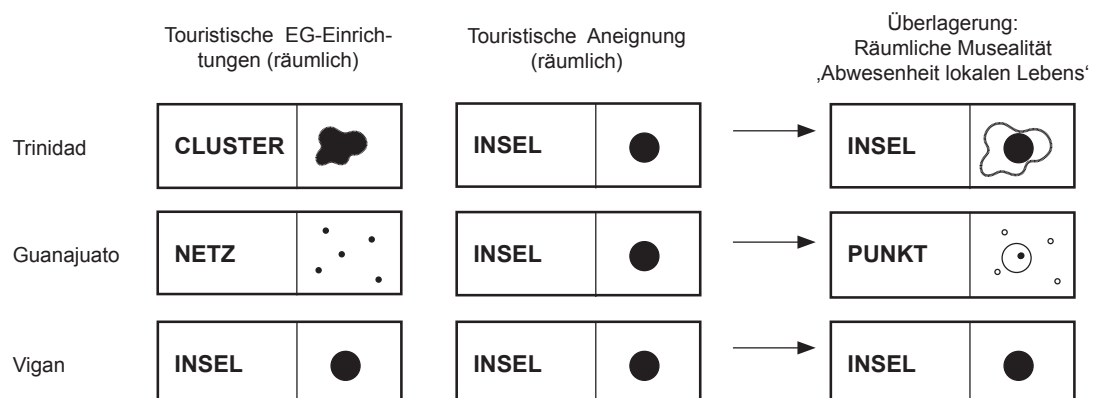 Touristische EG-Einrich-
tungen (räumlich)
Touristische Aneignung
(räumlich)
Überlagerung:
Räumliche Musealität
‚Abwesenheit lokalen Lebens‘
Trinidad
CLUSTER
INSEL
INSEL
Guanajuato
NETZ
INSEL
PUNKT
Vigan
INSEL
INSEL
INSEL